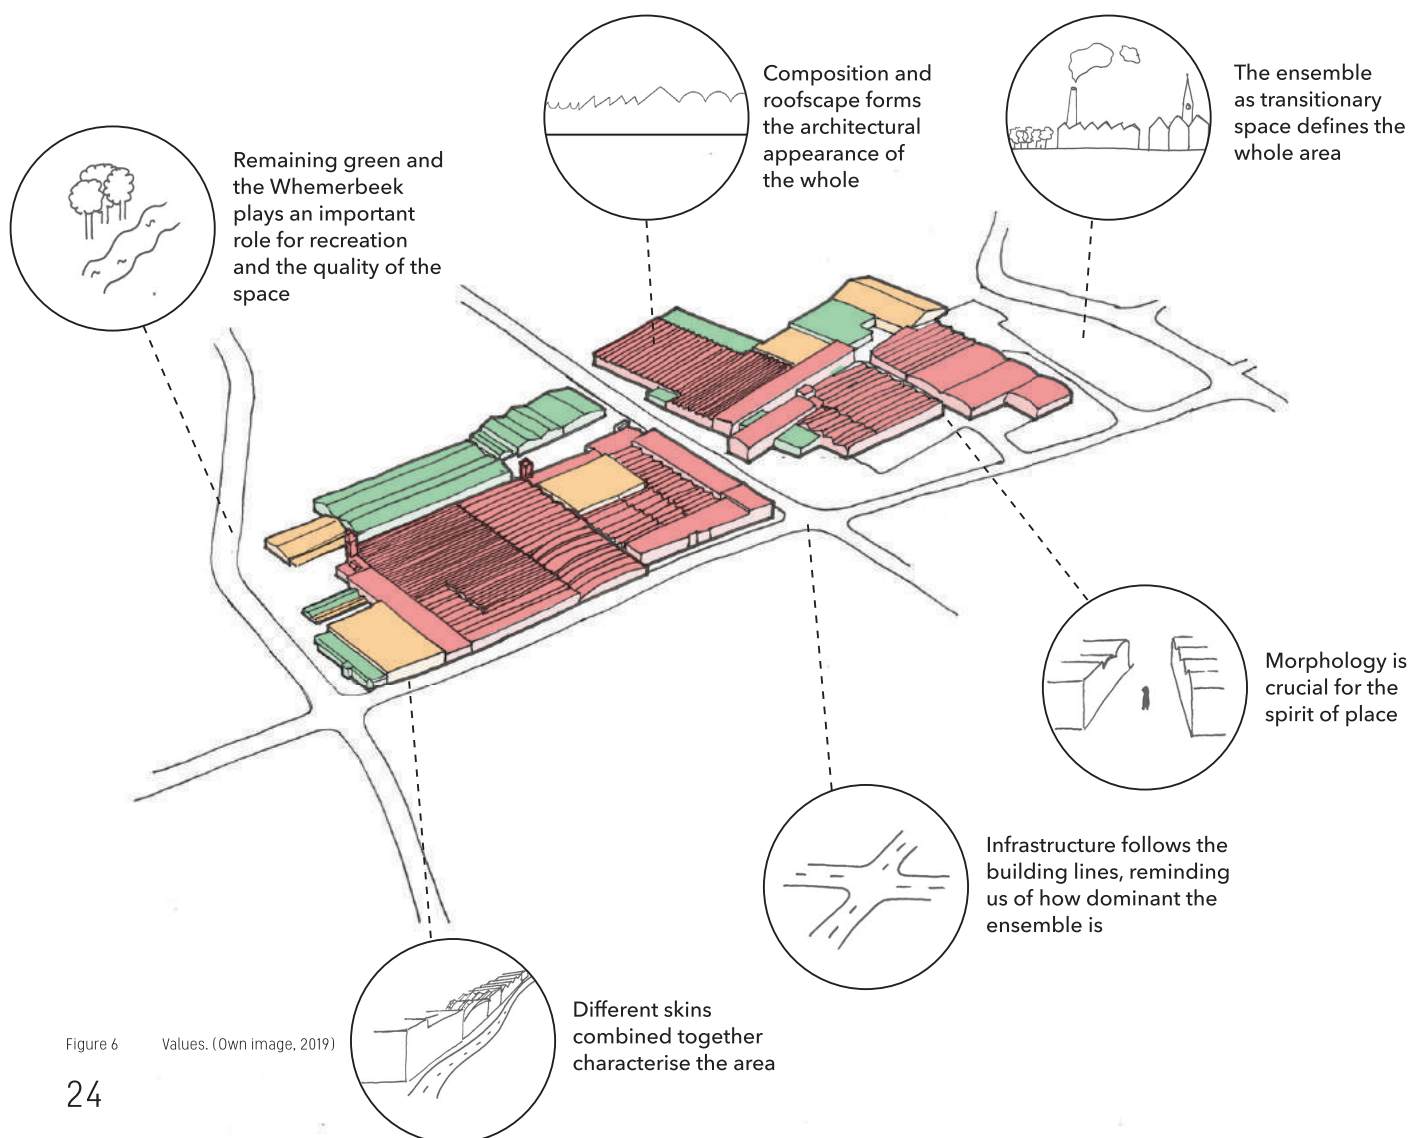 Composition and
roofscape forms
the architectural
appearance of
the whole
The ensemble
as transitionary
space defines the
whole area
Remaining green and
the Whemerbeek
plays an important
role for recreation
and the quality of the
space
Morphology is
crucial for the
spirit of place
Infrastructure follows the
building lines, reminding
us of how dominant the
ensemble is
Different skins
combined together
characterise the area
Figure 6 Values. (Own image, 2019)
24